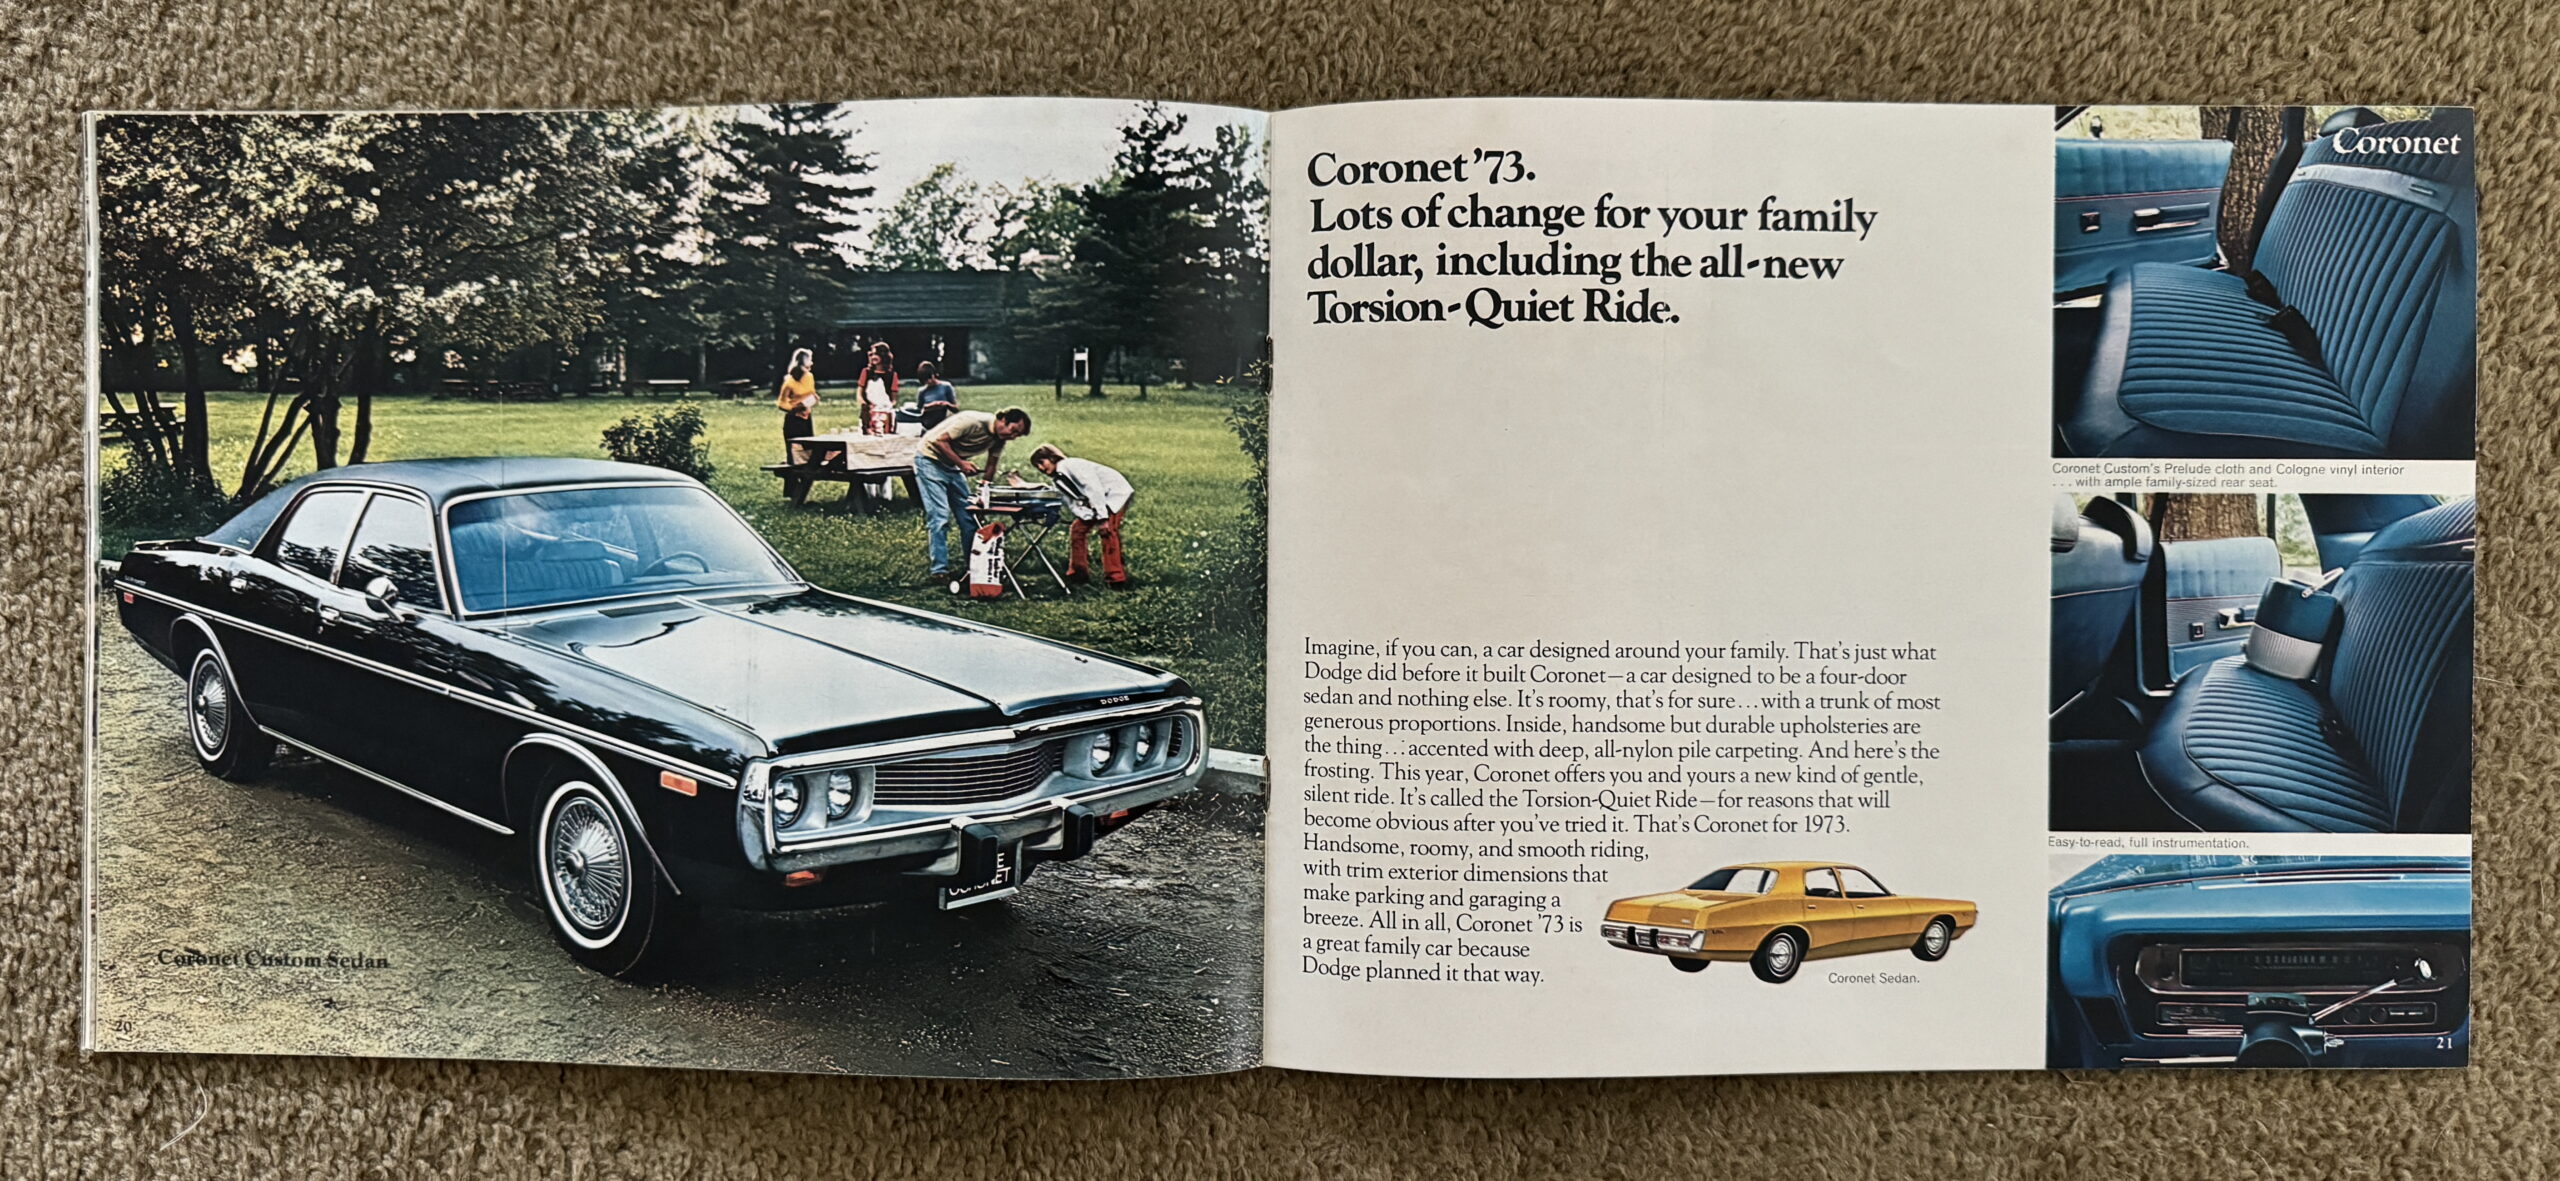 DODGE
Coronet Custom Sedan
20
Coronet '73.
Lots of change for your family
dollar, including the all-new
Torsion-Quiet Ride.
Imagine, if you can, a car designed around your family. That's just what
Dodge did before it built Coronet—a car designed to be a four-door
sedan and nothing else. It's roomy, that's for sure...with a trunk of most
generous proportions. Inside, handsome but durable upholsteries are
the thing...accented with deep, all-nylon pile carpeting. And here's the
frosting. This year, Coronet offers you and yours a new kind of gentle,
silent ride. It's called the Torsion-Quiet Ride—for reasons that will
become obvious after you've tried it. That's Coronet for 1973.
Handsome, roomy, and smooth riding,
with trim exterior dimensions that
make parking and garaging a
breeze. All in all, Coronet '73 is
a great family car because
Dodge planned it that way.
Coronet Sedan.
Coronet
Coronet Custom's Prelude cloth and Cologne vinyl interior
...with ample family-sized rear seat.
Easy-to-read, full instrumentation.
21